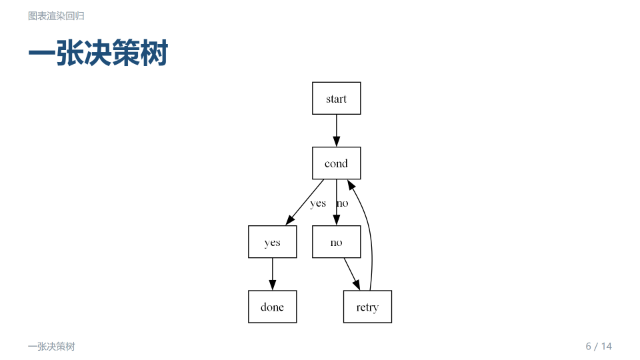 图表渲染回归
一张决策树
start
cond
yes no
yes no
done retry
一张决策树 6 / 14